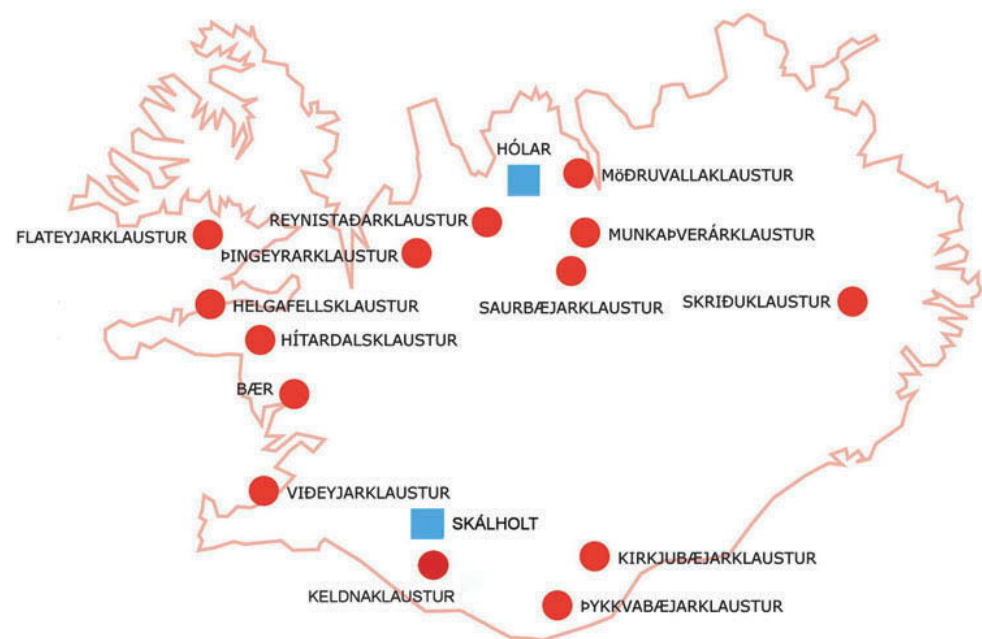 HÓLAR
MöÐRUVALLAKLAUSTUR
REYNISTAÐARKLAUSTUR
FLATEYJARKLAUSTUR
MUNKAÞVERÁRKLAUSTUR
ÞINGEYRARKLAUSTUR
HELGAFELLSKLAUSTUR
SAURBÆJARKLAUSTUR
SKRIÐUKLAUSTUR
HÍTARDALSKLAUSTUR
BÆR
VIÐEYJARKLAUSTUR
SKÁLHOLT
KIRKJUBÆJARKLAUSTUR
KELDNAKLAUSTUR
ÞYKKVABÆJARKLAUSTUR